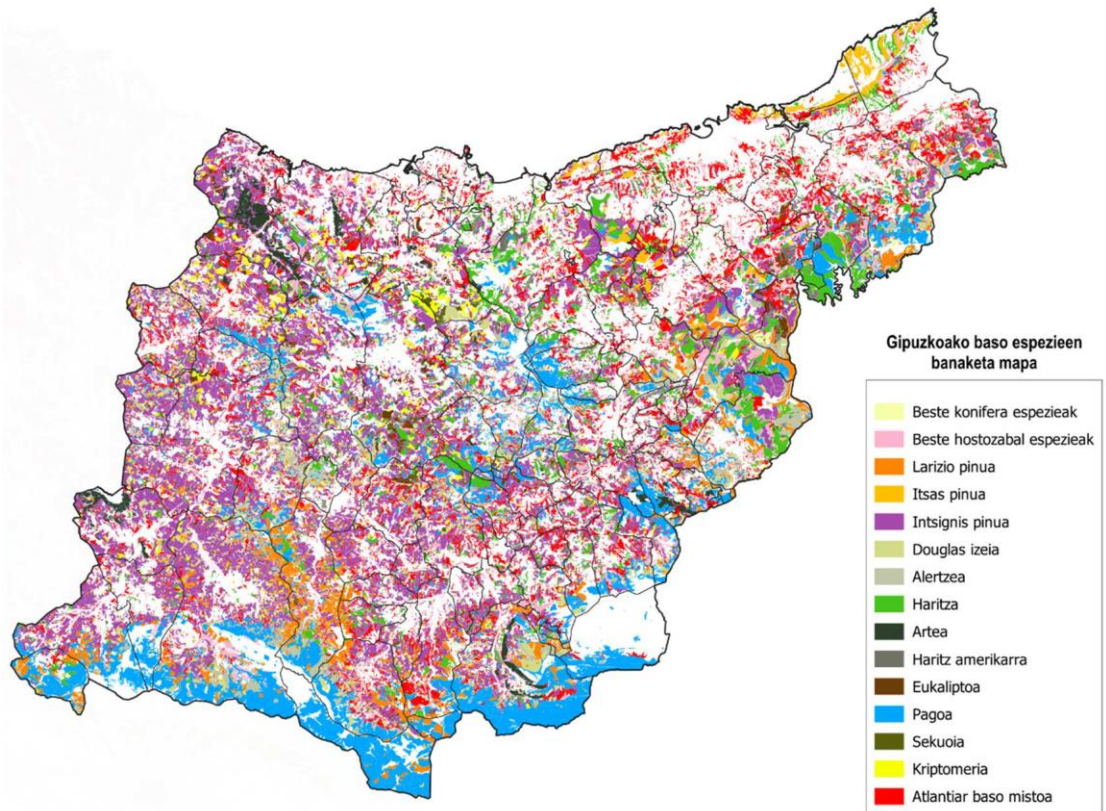 Gipuzkoako baso espezieen
banaketa mapa
Beste konifera espezieak
Beste hostozabal espezieak
Larizio pinua
Itsas pinua
Intsignis pinua
Douglas izeia
Alertzea
Haritza
Artea
Haritz amerikarra
Eukaliptoa
Pagoa
Sekuoia
Kriptomeria
Atlantiar baso mistoa